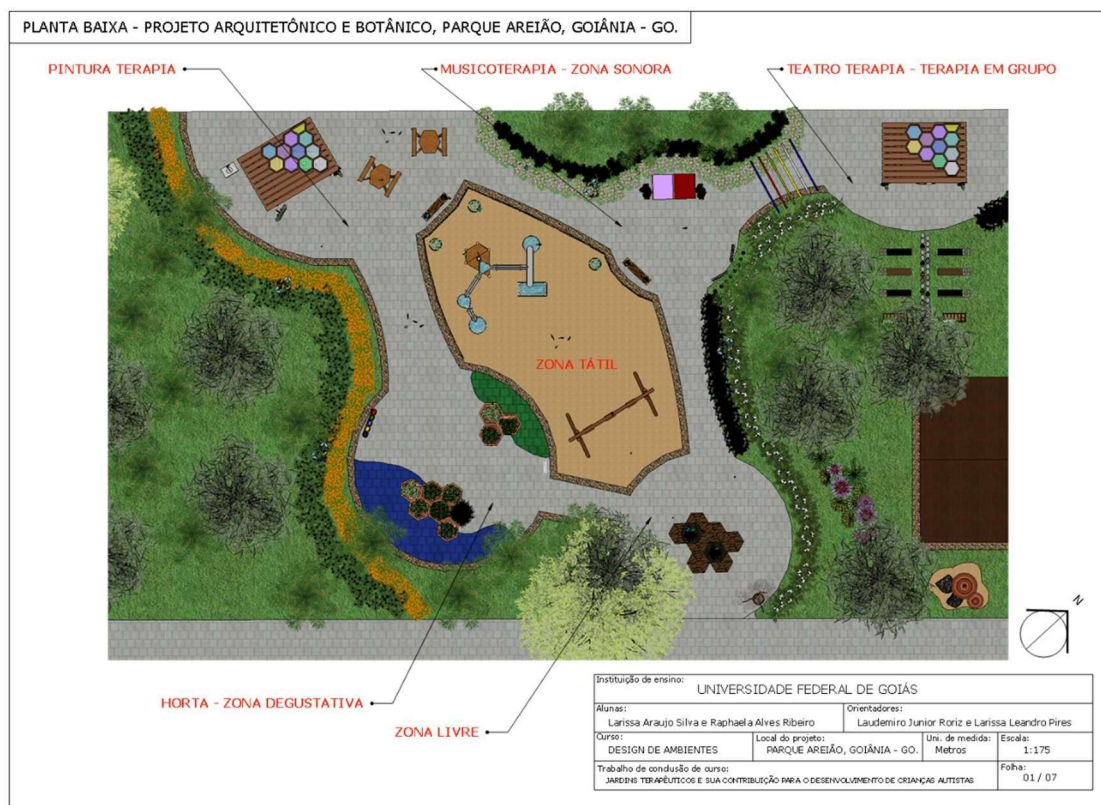 PLANTA BAIXA - PROJETO ARQUITETÔNICO E BOTÂNICO, PARQUE AREIÃO, GOIÂNIA - GO.
PINTURA TERAPIA
MUSICOTERAPIA - ZONA SONORA
TEATRO TERAPIA - TERAPIA EM GRUPO
ZONA TÁTIL
N
HORTA - ZONA DEGUSTATIVA
ZONA LIVRE
Instituição de ensino:
UNIVERSIDADE FEDERAL DE GOIÁS
Alunas:
Larissa Araujo Silva e Raphaela Alves Ribeiro
Orientadores:
Laudemiro Junior Roriz e Larissa Leandro Pires
Curso:
DESIGN DE AMBIENTES
Local do projeto:
PARQUE AREIÃO, GOIÂNIA - GO.
Uni. de medida:
Metros
Escala:
1:175
Trabalho de conclusão de curso:
JARDINS TERAPÊUTICOS E SUA CONTRIBUIÇÃO PARA O DESENVOLVIMENTO DE CRIANÇAS AUTISTAS
Folha:
01 / 07